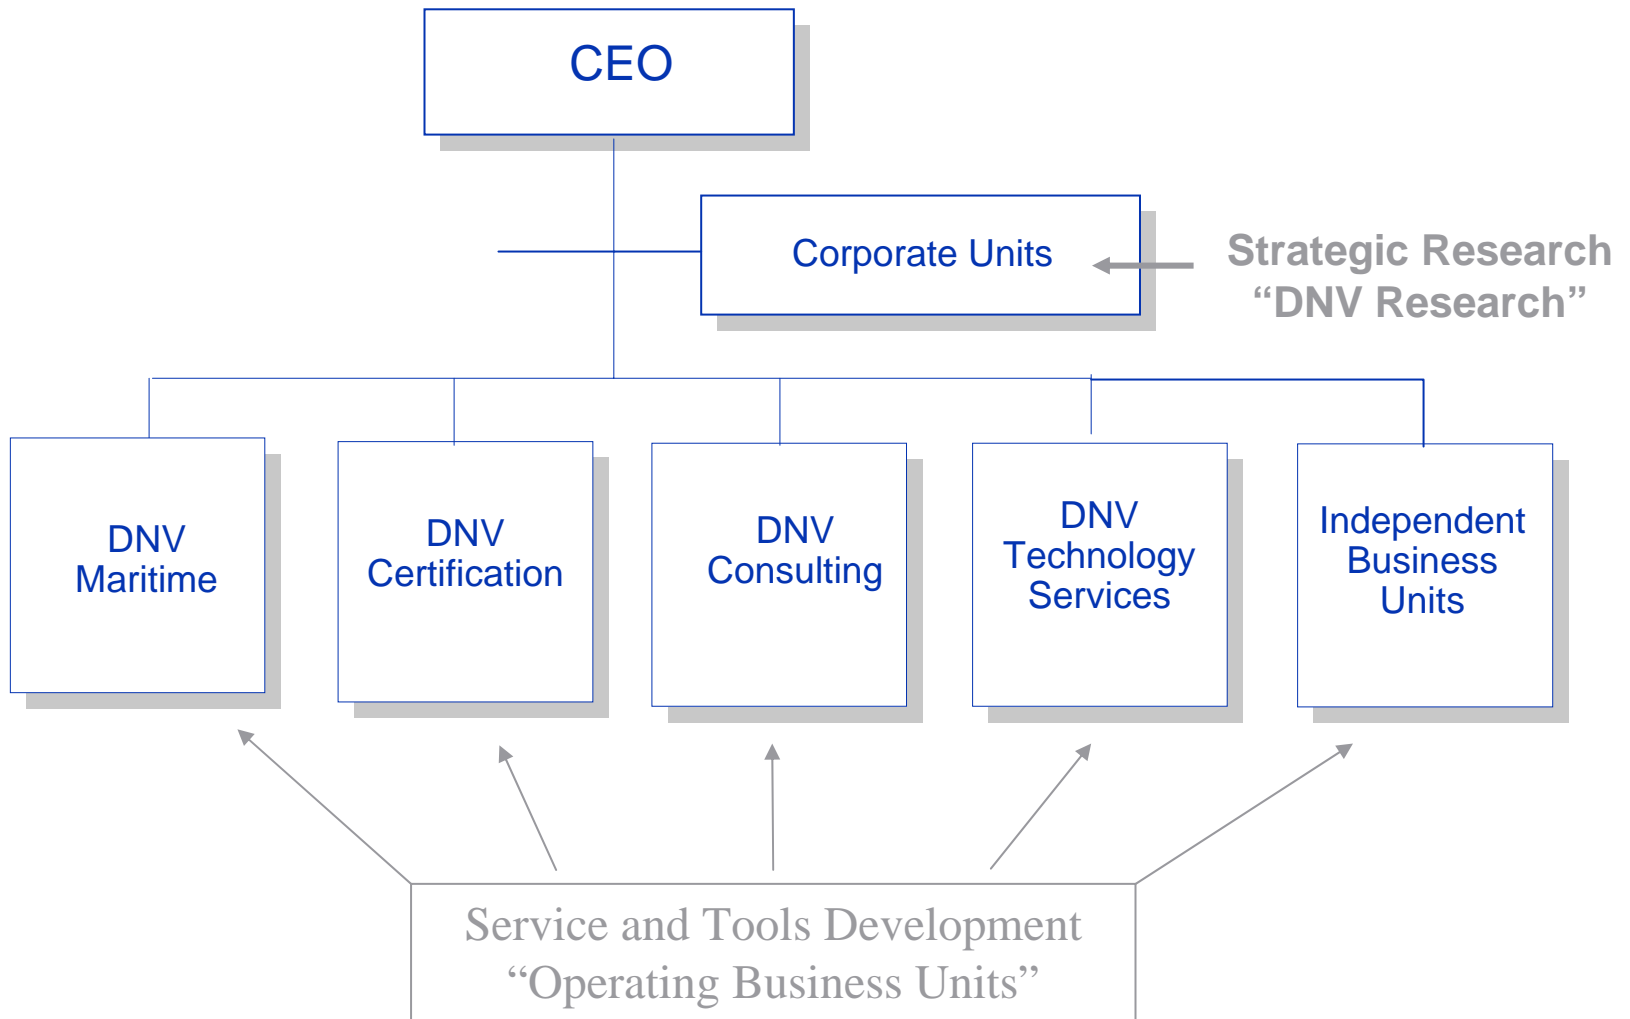 CEO
Corporate Units
Strategic Research
“DNV Research”
DNV
Maritime
DNV
Certification
DNV
Consulting
DNV
Technology
Services
Independent
Business
Units
Service and Tools Development
“Operating Business Units”